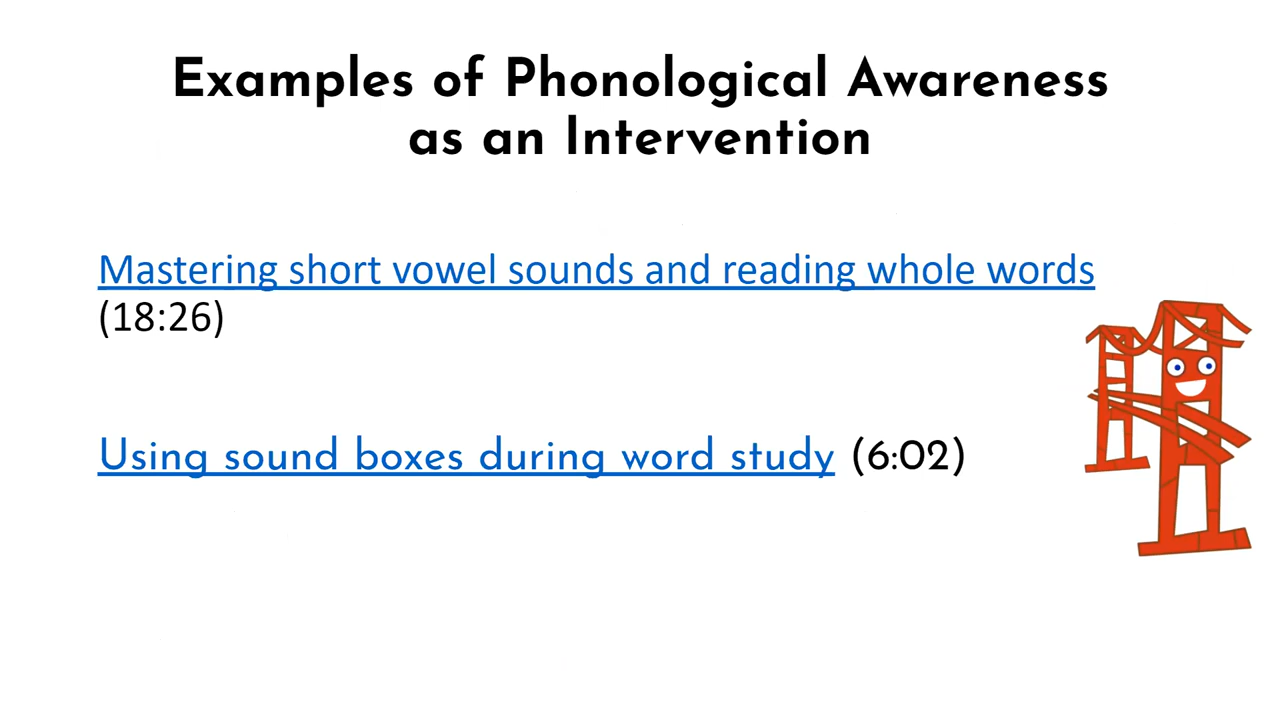 Examples of Phonological Awareness
as an Intervention
Mastering short vowel sounds and reading whole words
(18:26)
Using sound boxes during word study (6:02)